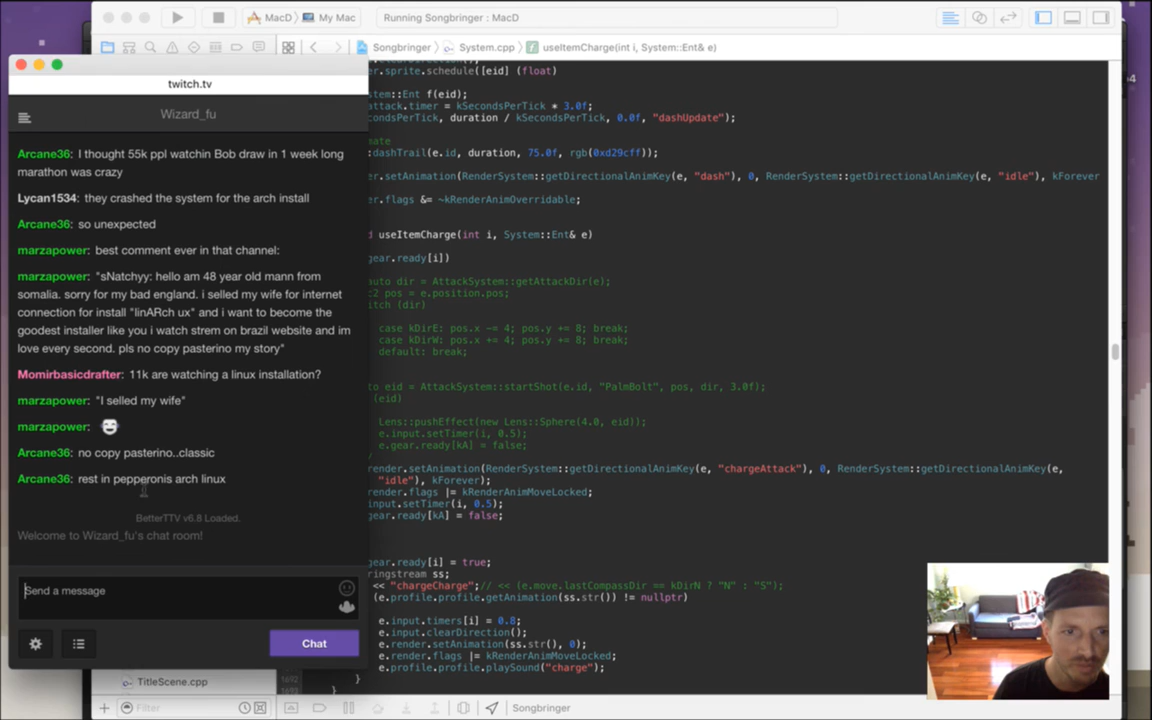 MacD
My Mac
Running Songbringer : MacD
Songbringer
System.cpp
useItemCharge(int i, System::Ent& e)
twitch.tv
Wizard_fu
Arcane36: I thought 55k ppl watchin Bob draw in 1 week long
marathon was crazy
Lycan1534: they crashed the system for the arch install
Arcane36: so unexpected
marzapower: best comment ever in that channel:
marzapower: "sNatchyy: hello am 48 year old mann from
somalia. sorry for my bad england. i selled my wife for internet
connection for install "linARch ux" and i want to become the
goodest installer like you i watch strem on brazil website and im
love every second. pls no copy pasterino my story"
Momirbasicdrafter: 11k are watching a linux installation?
marzapower: "I selled my wife"
marzapower:
Arcane36: no copy pasterino..classic
Arcane36: rest in pepperonis arch linux
BetterTTV v6.8 Loaded.
Welcome to Wizard_fu's chat room!
Send a message
Chat
er.sprite.schedule([eid] (float)
stem::Ent f(eid);
attack.timer = kSecondsPerTick * 3.0f;
condsPerTick, duration / kSecondsPerTick, 0.0f, "dashUpdate");
mate
:dashTrail(e.id, duration, 75.0f, rgb(0xd29cff));
er.setAnimation(RenderSystem::getDirectionalAnimKey(e, "dash"), 0, RenderSystem::getDirectionalAnimKey(e, "idle"), kForever
er.flags &= ~kRenderAnimOverridable;
d useItemCharge(int i, System::Ent& e)
gear.ready[i])
auto dir = AttackSystem::getAttackDir(e);
c2 pos = e.position.pos;
itch (dir)
case kDirE: pos.x -= 4; pos.y += 8; break;
case kDirW: pos.x += 4; pos.y += 8; break;
default: break;
to eid = AttackSystem::startShot(e.id, "PalmBolt", pos, dir, 3.0f);
(eid)
Lens::pushEffect(new Lens::Sphere(4.0, eid));
e.input.setTimer(i, 0.5);
e.gear.ready[kA] = false;
render.setAnimation(RenderSystem::getDirectionalAnimKey(e, "chargeAttack"), 0, RenderSystem::getDirectionalAnimKey(e,
"idle"), kForever);
render.flags |= kRenderAnimMoveLocked;
input.setTimer(i, 0.5);
gear.ready[kA] = false;
gear.ready[i] = true;
ringstream ss;
<< "chargeCharge";// << (e.move.lastCompassDir == kDirN ? "N" : "S");
(e.profile.profile.getAnimation(ss.str()) != nullptr)
e.input.timers[i] = 0.8;
e.input.clearDirection();
e.render.setAnimation(ss.str(), 0);
e.render.flags |= kRenderAnimMoveLocked;
e.profile.profile.playSound("charge");
}
1692
}
TitleScene.cpp
Filter
Songbringer